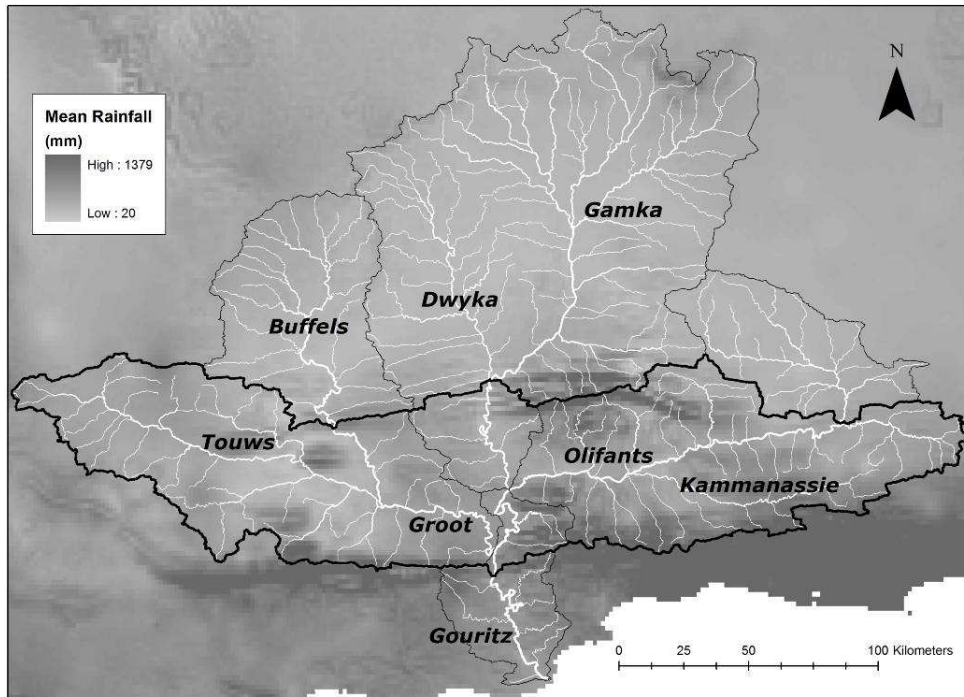 N
Mean Rainfall
(mm)
High : 1379
Low : 20
Gamka
Dwyka
Buffels
Touws
Olifants
Kammanassie
Groot
Gouritz
0 25 50 100 Kilometers